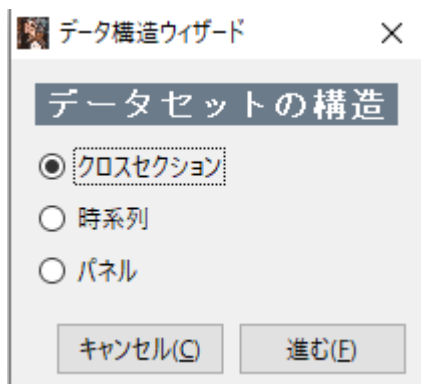 データ構造ウィザード
データセットの構造
クロスセクション
時系列
パネル
キャンセル(C) 進む(F)